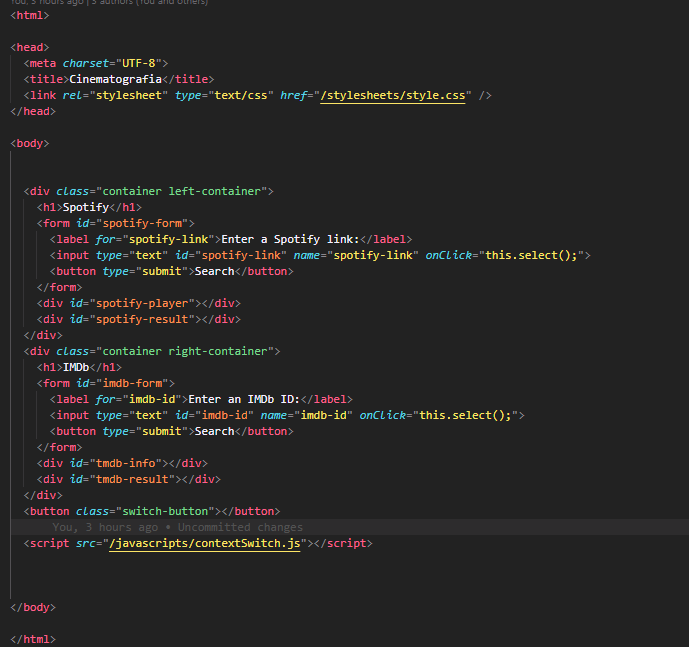 You, 3 hours ago | 3 authors (You and others)
<html>
<head>
<meta charset="UTF-8">
<title>Cinematografia</title>
<link rel="stylesheet" type="text/css" href="/stylesheets/style.css" />
</head>
<body>
<div class="container left-container">
<h1>Spotify</h1>
<form id="spotify-form">
<label for="spotify-link">Enter a Spotify link:</label>
<input type="text" id="spotify-link" name="spotify-link" onClick="this.select();">
<button type="submit">Search</button>
</form>
<div id="spotify-player"></div>
<div id="spotify-result"></div>
</div>
<div class="container right-container">
<h1>IMDb</h1>
<form id="imdb-form">
<label for="imdb-id">Enter an IMDb ID:</label>
<input type="text" id="imdb-id" name="imdb-id" onClick="this.select();">
<button type="submit">Search</button>
</form>
<div id="tmdb-info"></div>
<div id="tmdb-result"></div>
</div>
<button class="switch-button"></button>
You, 3 hours ago • Uncommitted changes
<script src="/javascripts/contextSwitch.js"></script>
</body>
</html>